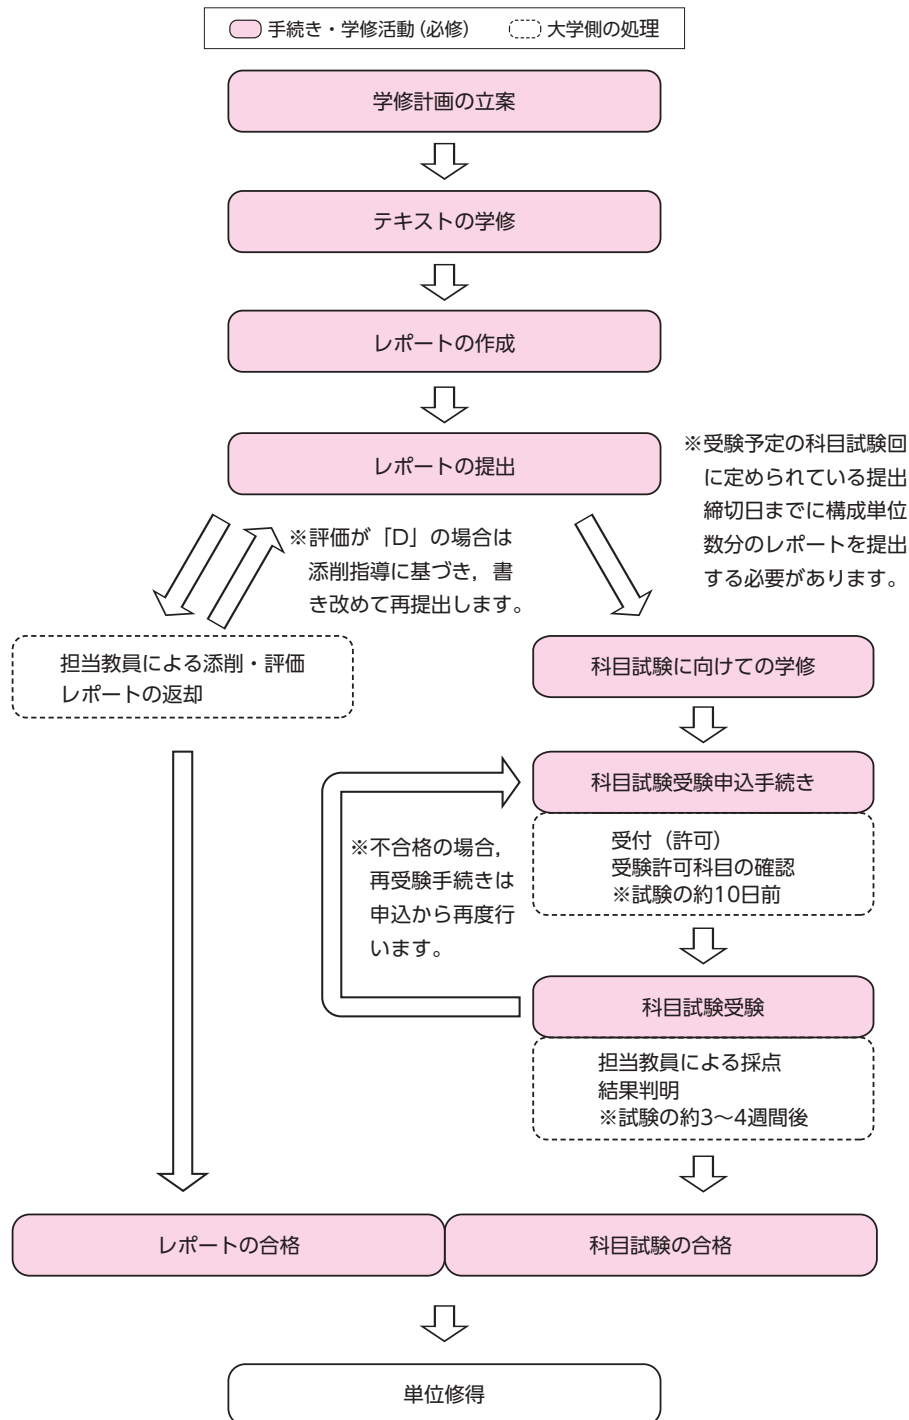 手続き・学修活動(必修)
大学側の処理
学修計画の立案
テキストの学修
レポートの作成
レポートの提出
※受験予定の科目試験回
に定められている提出
締切日までに構成単位
数分のレポートを提出
する必要があります。
※評価が「D」の場合は
添削指導に基づき，書
き改めて再提出します。
担当教員による添削・評価
レポートの返却
科目試験に向けての学修
科目試験受験申込手続き
受付（許可）
受験許可科目の確認
※試験の約10日前
※不合格の場合，
再受験手続きは
申込から再度行
います。
科目試験受験
担当教員による採点
結果判明
※試験の約3〜4週間後
レポートの合格
科目試験の合格
単位修得